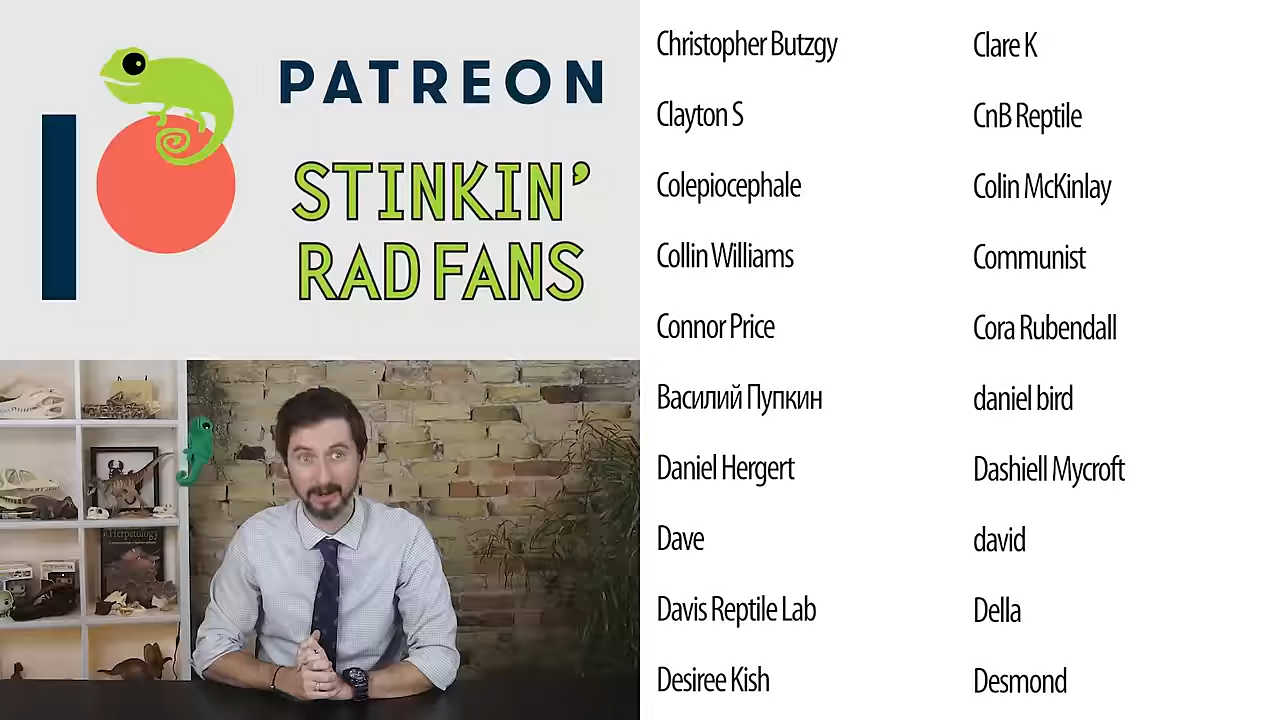 PATREON
STINKIN'
RAD FANS
Herpetology
Christopher Butzgy
Clayton S
Colepiocephale
Collin Williams
Connor Price
Василий Пупкин
Daniel Hergert
Dave
Davis Reptile Lab
Desiree Kish
Clare K
CnB Reptile
Colin McKinlay
Communist
Cora Rubendall
daniel bird
Dashiell Mycroft
david
Della
Desmond